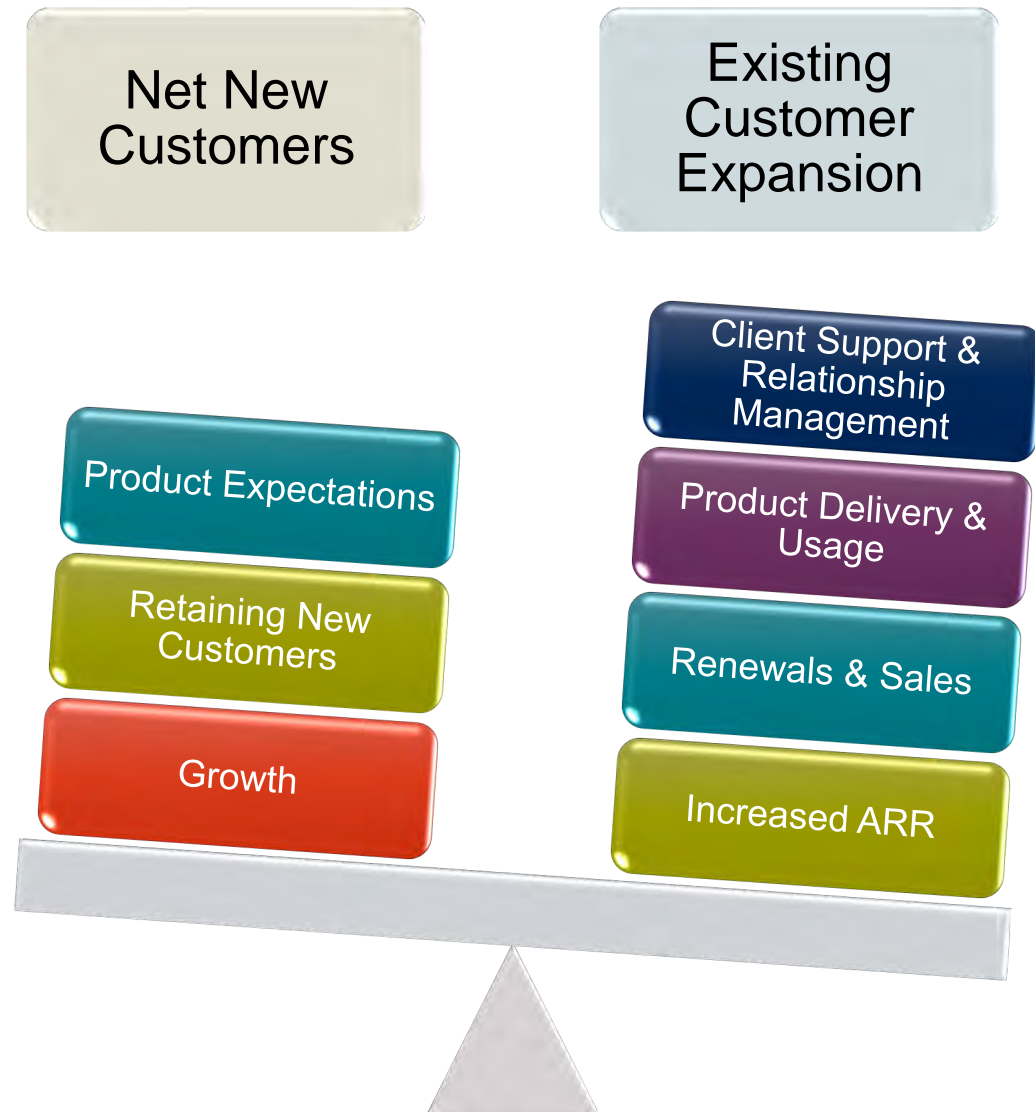 Net New
Customers
Existing
Customer
Expansion
Product Expectations
Retaining New
Customers
Growth
Client Support &
Relationship
Management
Product Delivery &
Usage
Renewals & Sales
Increased ARR